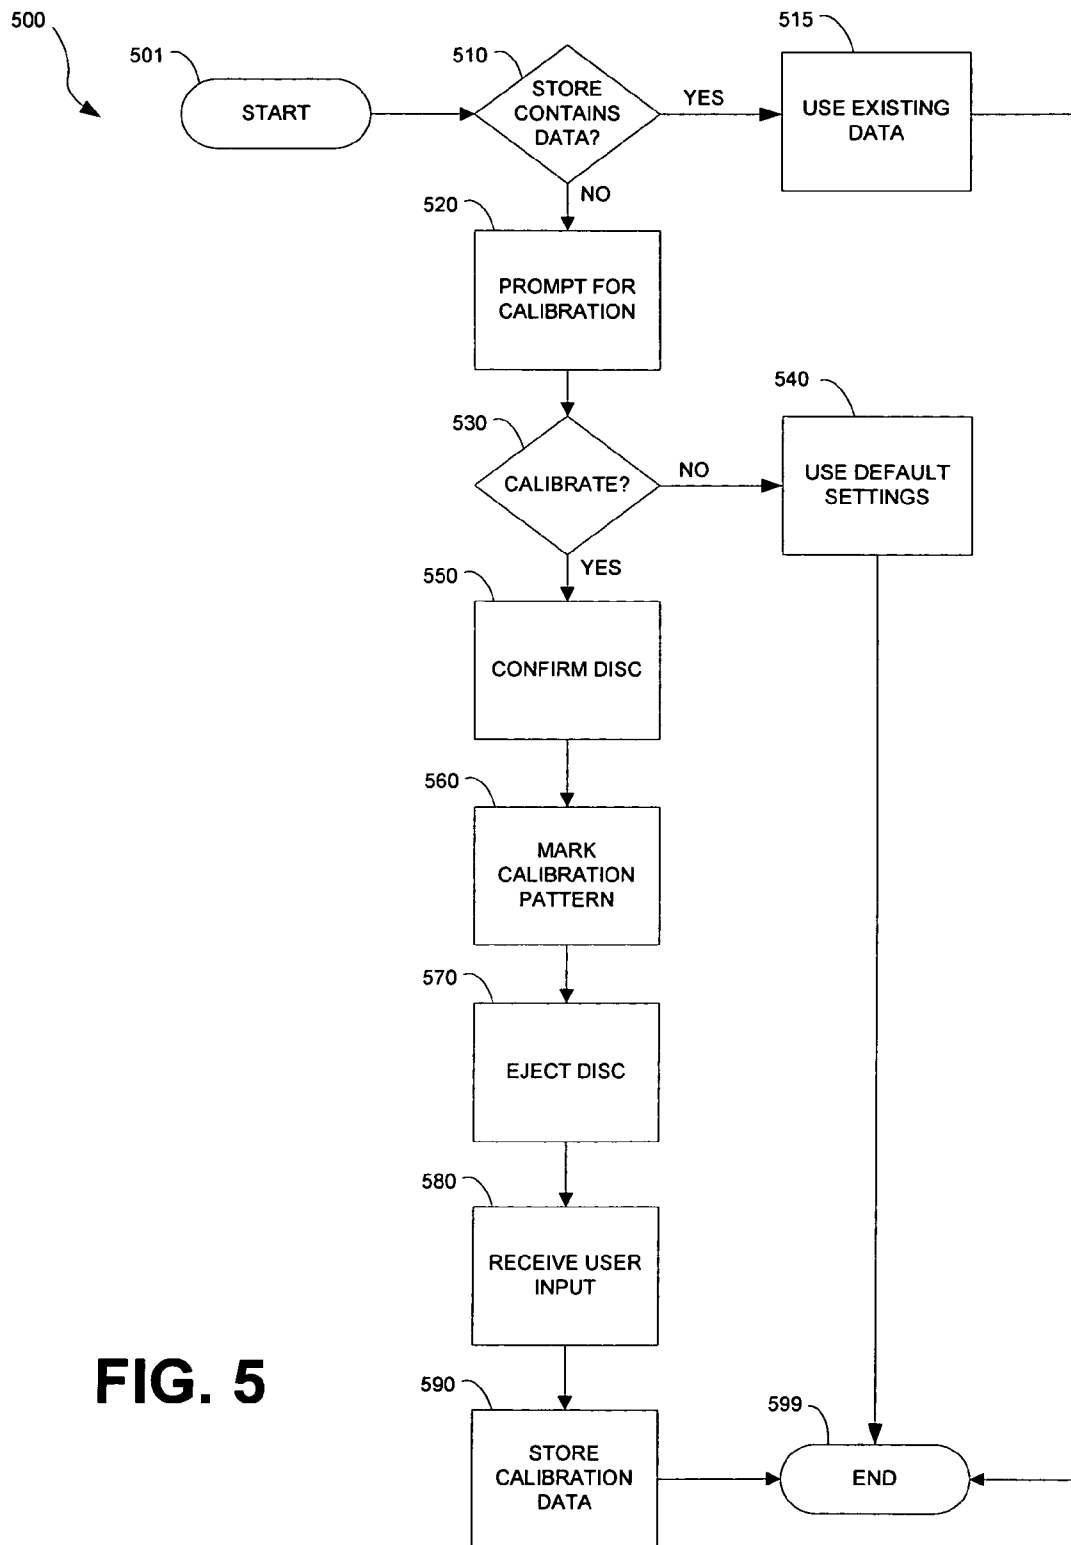 500
501
START
510
STORE
CONTAINS
DATA?
YES
515
USE EXISTING
DATA
NO
520
PROMPT FOR
CALIBRATION
530
CALIBRATE?
NO
540
USE DEFAULT
SETTINGS
YES
550
CONFIRM DISC
560
MARK
CALIBRATION
PATTERN
570
EJECT DISC
580
RECEIVE USER
INPUT
590
STORE
CALIBRATION
DATA
599
END
FIG. 5